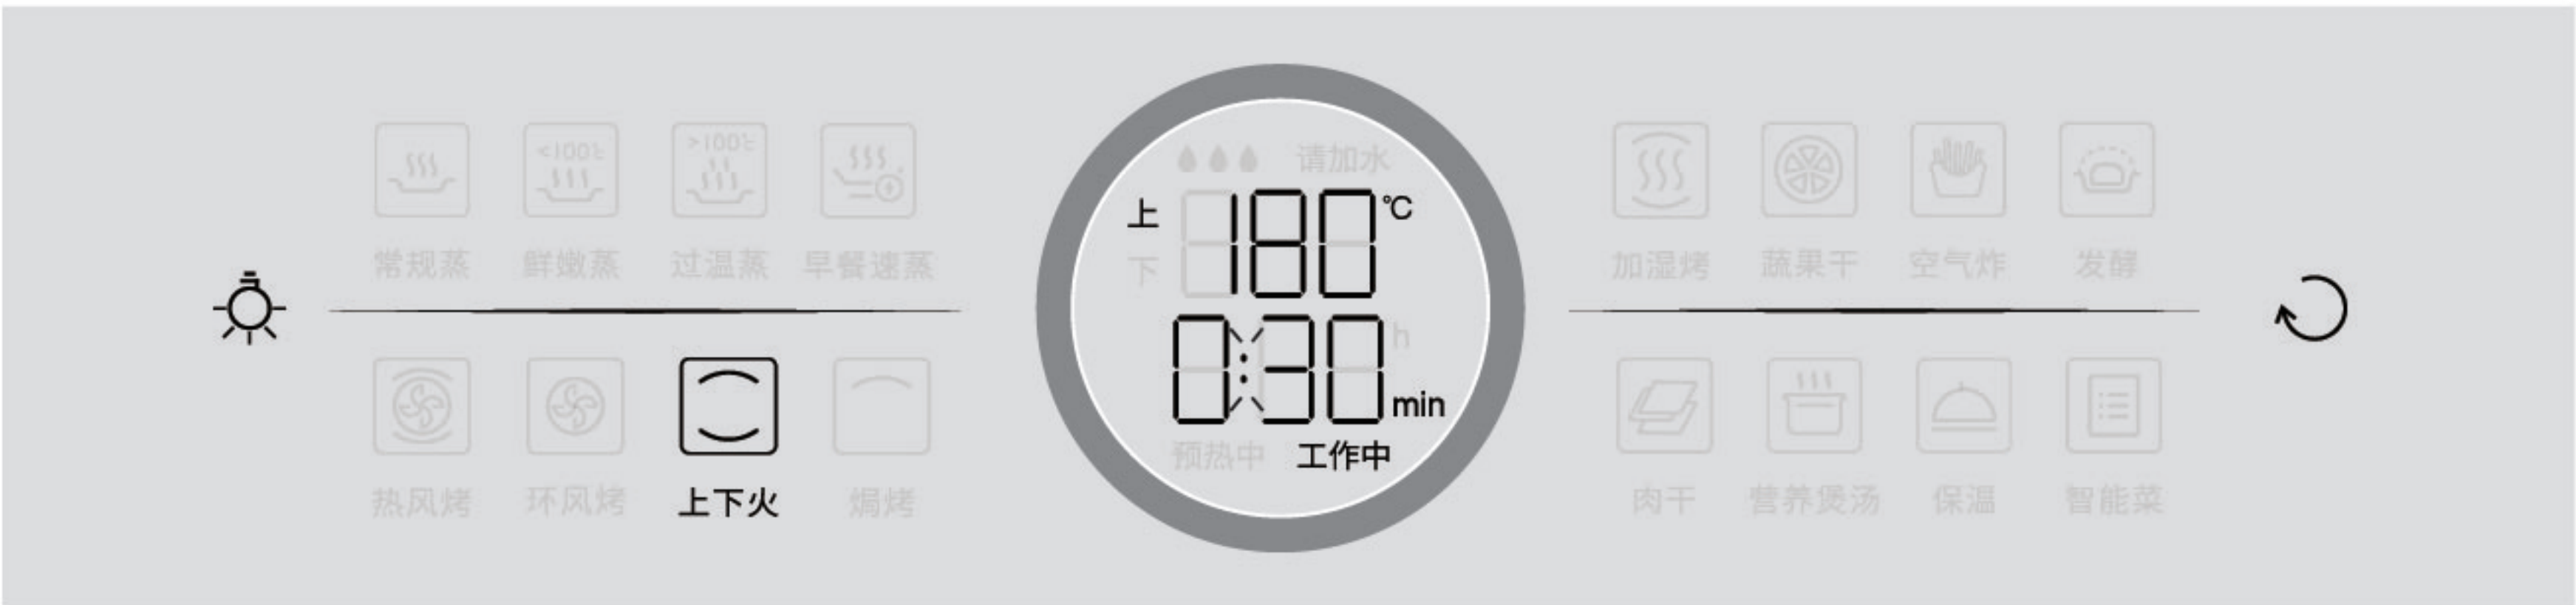 <100℃
>100℃
常规蒸 鲜嫩蒸 过温蒸 早餐速蒸
热风烤 环风烤 上下火 焗烤
请加水
上 180 ℃
下
0:30 h
min
预热中 工作中
加湿烤 蔬果干 空气炸 发酵
肉干 营养煲汤 保温 智能菜